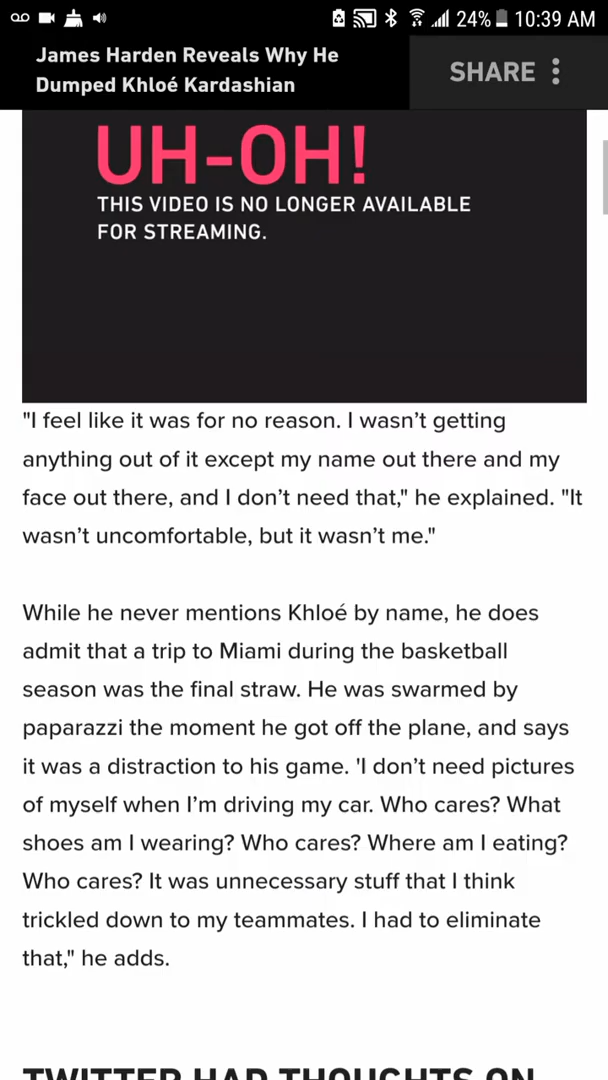 24% 10:39 AM
James Harden Reveals Why He
Dumped Khloé Kardashian
SHARE
UH-OH!
THIS VIDEO IS NO LONGER AVAILABLE
FOR STREAMING.
"I feel like it was for no reason. I wasn’t getting
anything out of it except my name out there and my
face out there, and I don’t need that," he explained. "It
wasn’t uncomfortable, but it wasn’t me."
While he never mentions Khloé by name, he does
admit that a trip to Miami during the basketball
season was the final straw. He was swarmed by
paparazzi the moment he got off the plane, and says
it was a distraction to his game. 'I don’t need pictures
of myself when I’m driving my car. Who cares? What
shoes am I wearing? Who cares? Where am I eating?
Who cares? It was unnecessary stuff that I think
trickled down to my teammates. I had to eliminate
that," he adds.
TWITTER HAD THOUGHTS ON